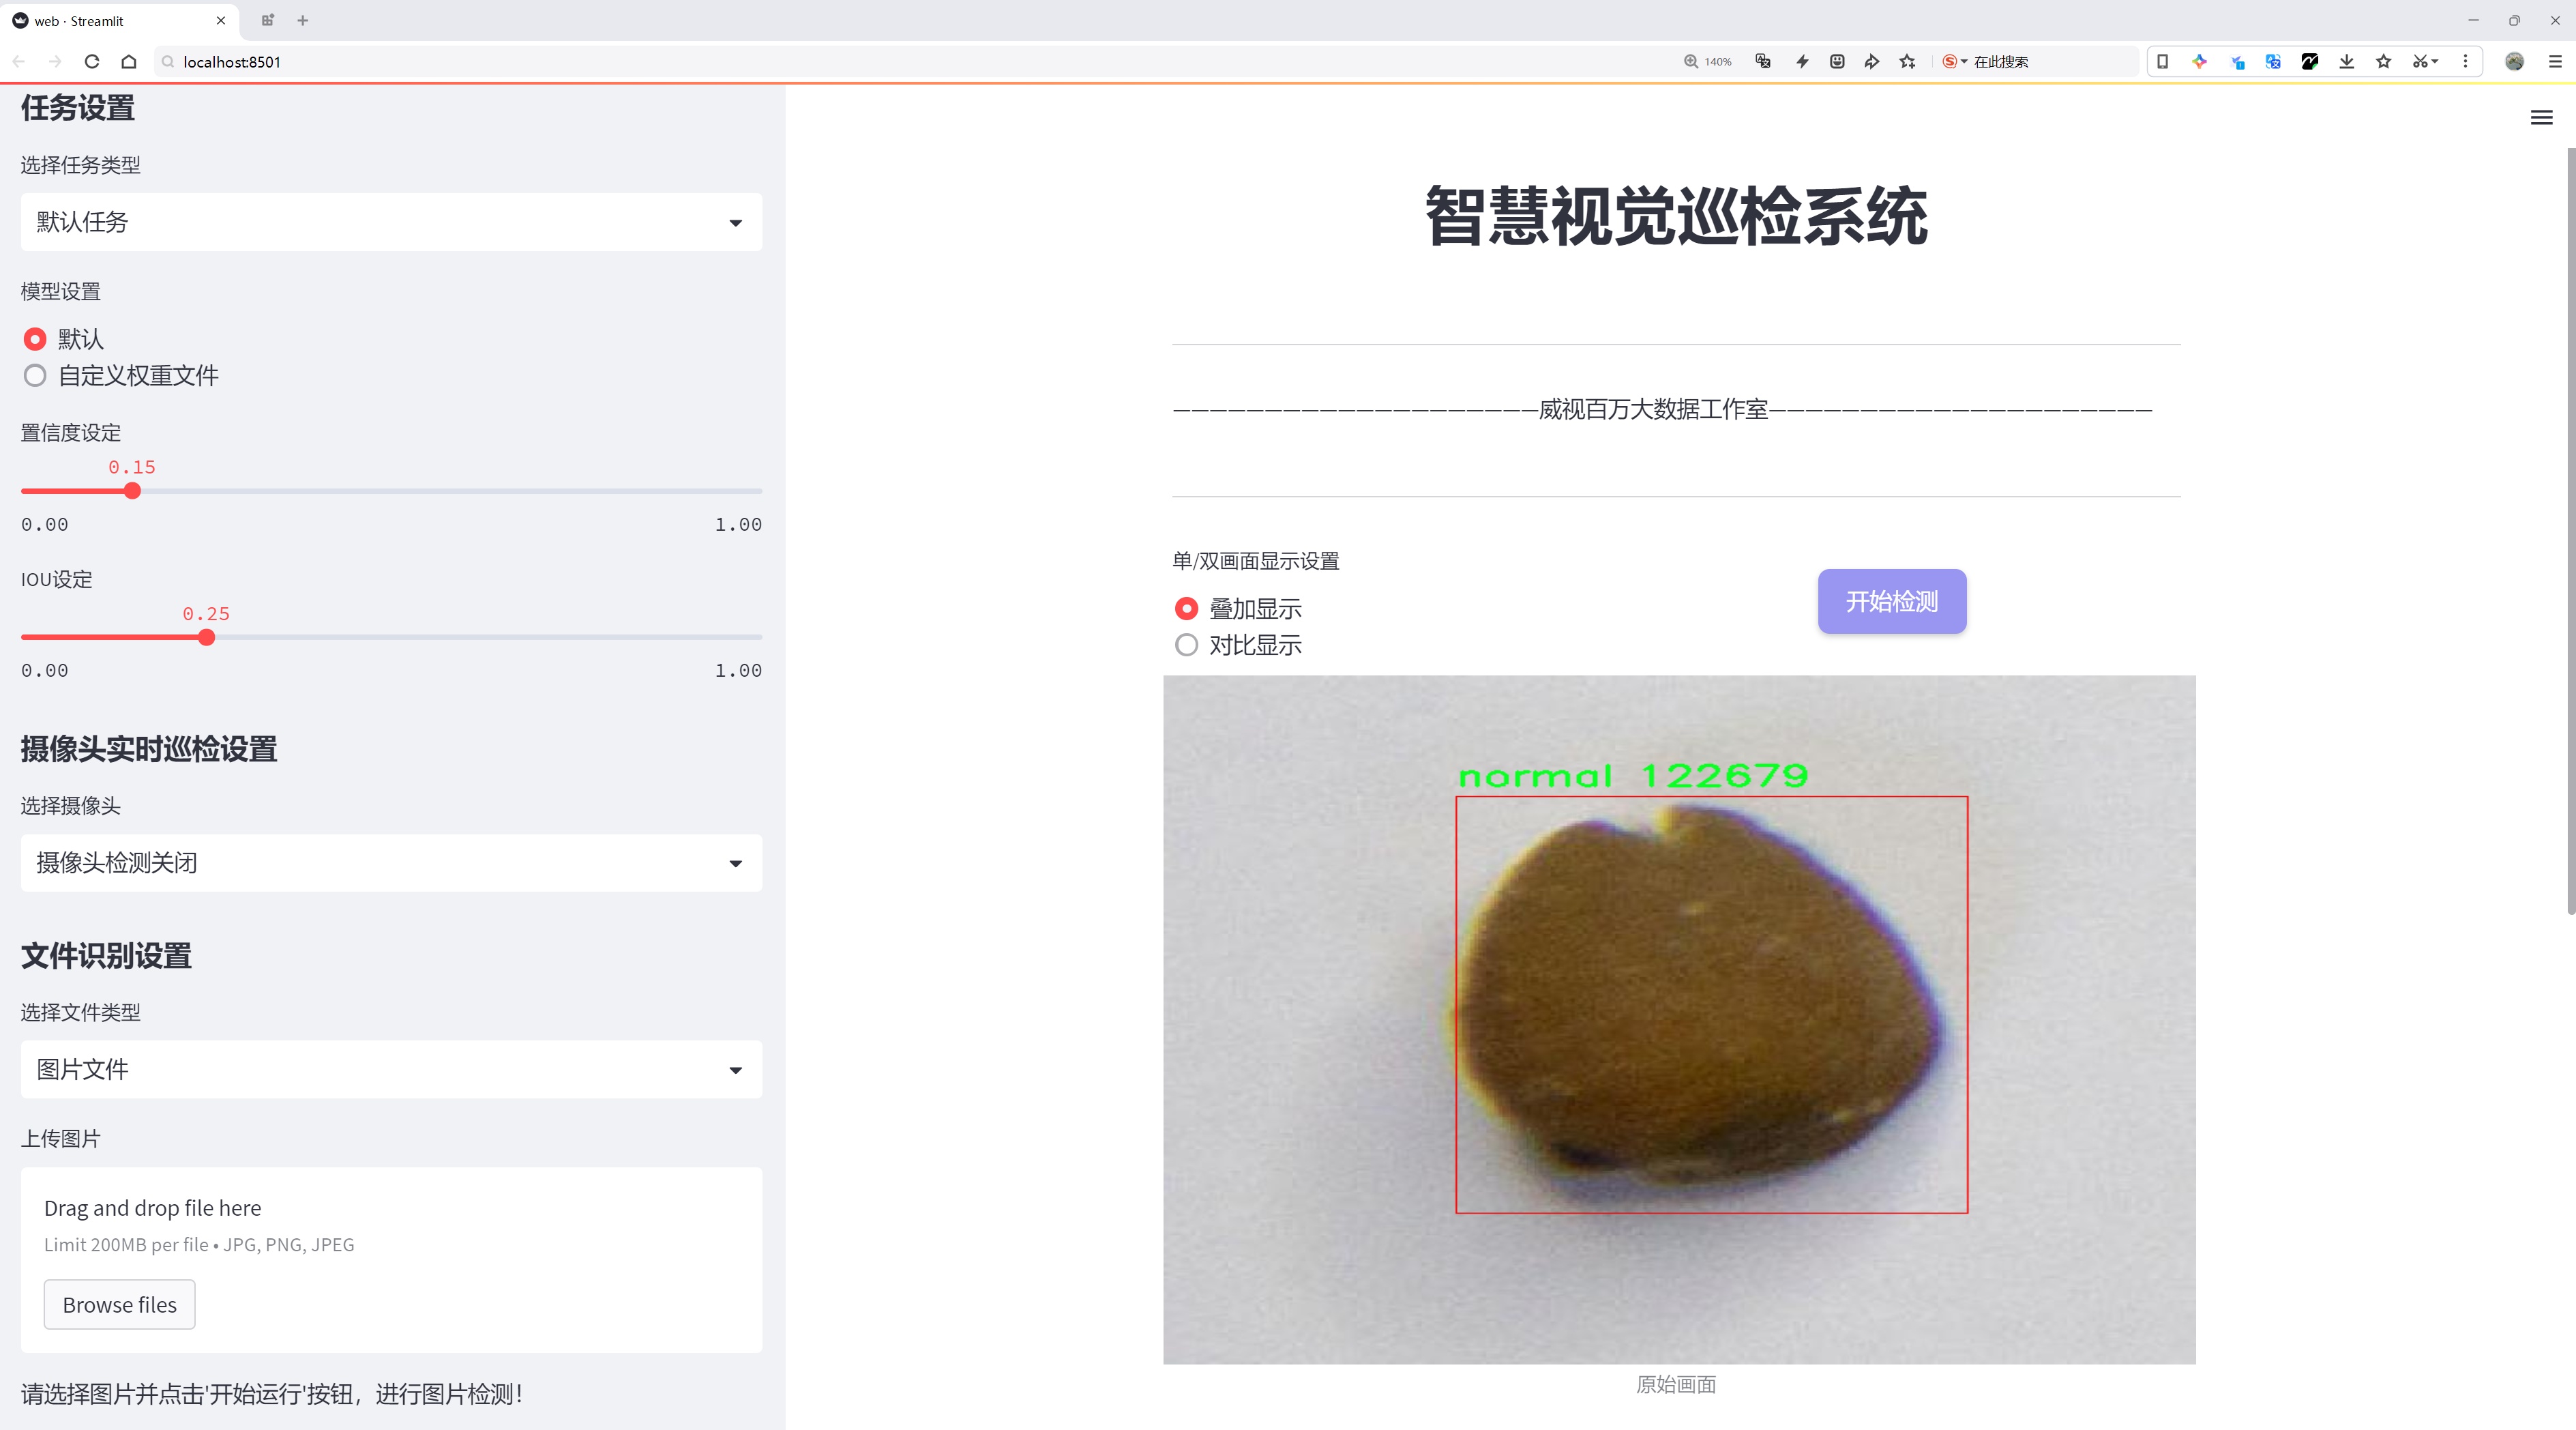 web · Streamlit
localhost:8501
140%
在此搜索
任务设置
选择任务类型
默认任务
模型设置
默认
自定义权重文件
置信度设定
0.15
0.00
1.00
IOU设定
0.25
0.00
1.00
摄像头实时巡检设置
选择摄像头
摄像头检测关闭
文件识别设置
选择文件类型
图片文件
上传图片
Drag and drop file here
Limit 200MB per file • JPG, PNG, JPEG
Browse files
请选择图片并点击'开始运行'按钮，进行图片检测！
智慧视觉巡检系统
————————————————————威视百万大数据工作室—————————————————————
单/双画面显示设置
叠加显示
对比显示
开始检测
normal 122679
原始画面